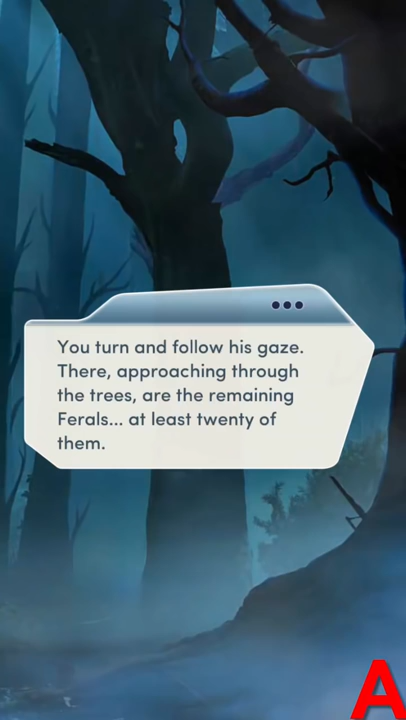 You turn and follow his gaze.
There, approaching through
the trees, are the remaining
Ferals... at least twenty of
them.
A